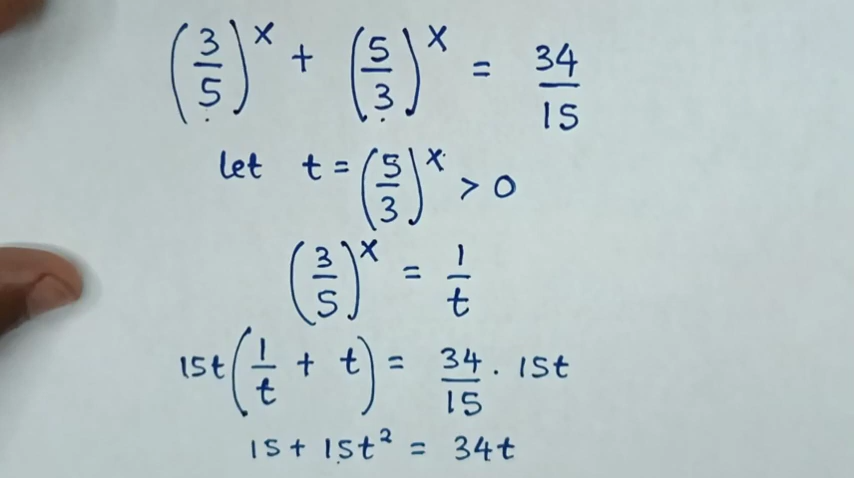 (3/5)^x + (5/3)^x = 34/15
let t = (5/3)^x > 0
(3/5)^x = 1/t
15t(1/t + t) = 34/15 · 15t
15 + 15t² = 34t